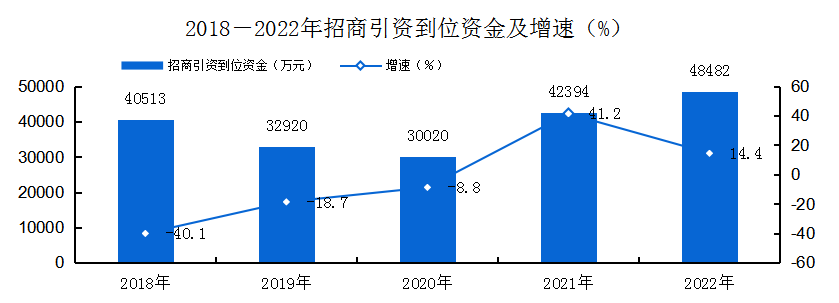 2018－2022年招商引资到位资金及增速（%）
招商引资到位资金（万元） 增速（%）
50000 40000 30000 20000 10000 0
40513 32920 30020 42394 48482
-40.1 -18.7 -8.8 41.2 14.4
60 40 20 0 -20 -40 -60
2018年 2019年 2020年 2021年 2022年